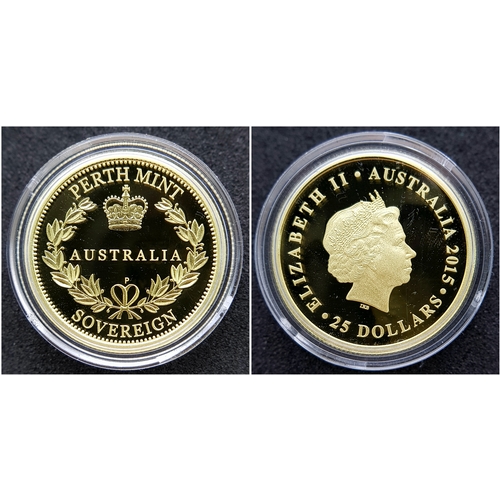 PERTH MINT
AUSTRALIA
P
SOVEREIGN
ELIZABETH II • AUSTRALIA 2015 •
25 DOLLARS •